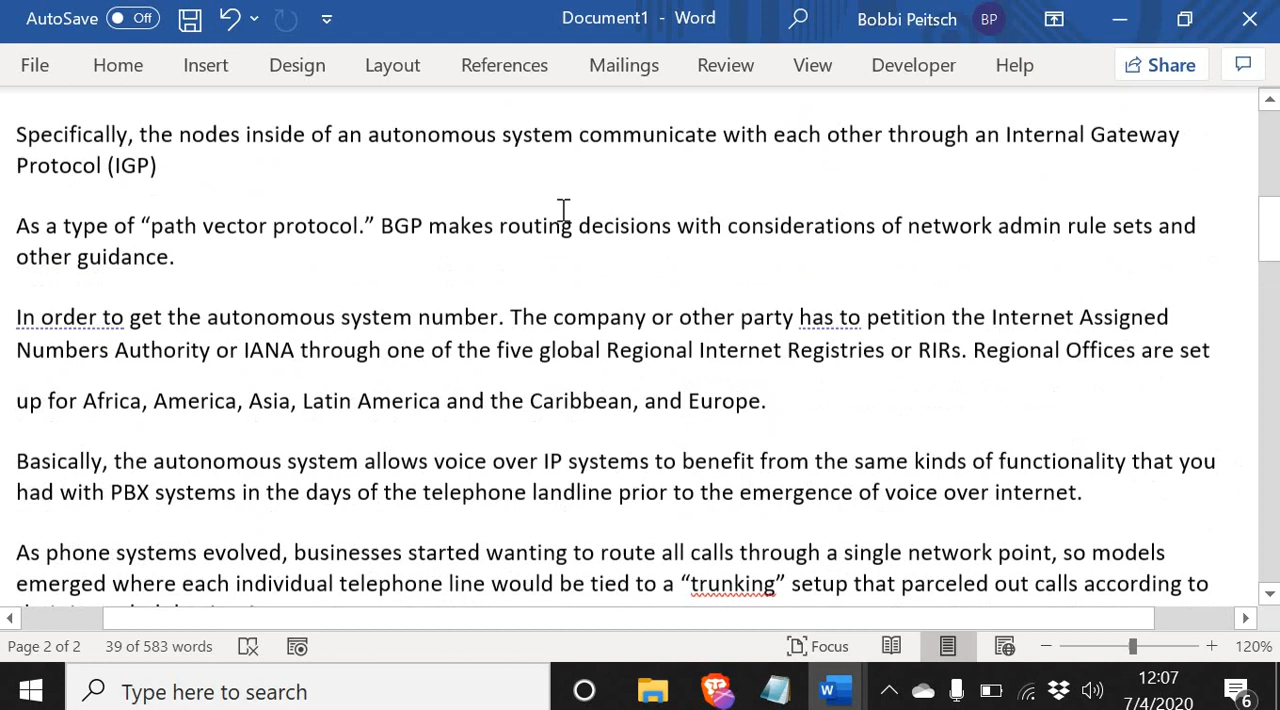 AutoSave Off Document1 - Word Bobbi Peitsch BP
File Home Insert Design Layout References Mailings Review View Developer Help Share
Specifically, the nodes inside of an autonomous system communicate with each other through an Internal Gateway
Protocol (IGP)
As a type of “path vector protocol.” BGP makes routing decisions with considerations of network admin rule sets and
other guidance.
In order to get the autonomous system number. The company or other party has to petition the Internet Assigned
Numbers Authority or IANA through one of the five global Regional Internet Registries or RIRs. Regional Offices are set
up for Africa, America, Asia, Latin America and the Caribbean, and Europe.
Basically, the autonomous system allows voice over IP systems to benefit from the same kinds of functionality that you
had with PBX systems in the days of the telephone landline prior to the emergence of voice over internet.
As phone systems evolved, businesses started wanting to route all calls through a single network point, so models
emerged where each individual telephone line would be tied to a “trunking” setup that parceled out calls according to
Page 2 of 2 39 of 583 words Focus 120%
Type here to search W 12:07
7/4/2020 6